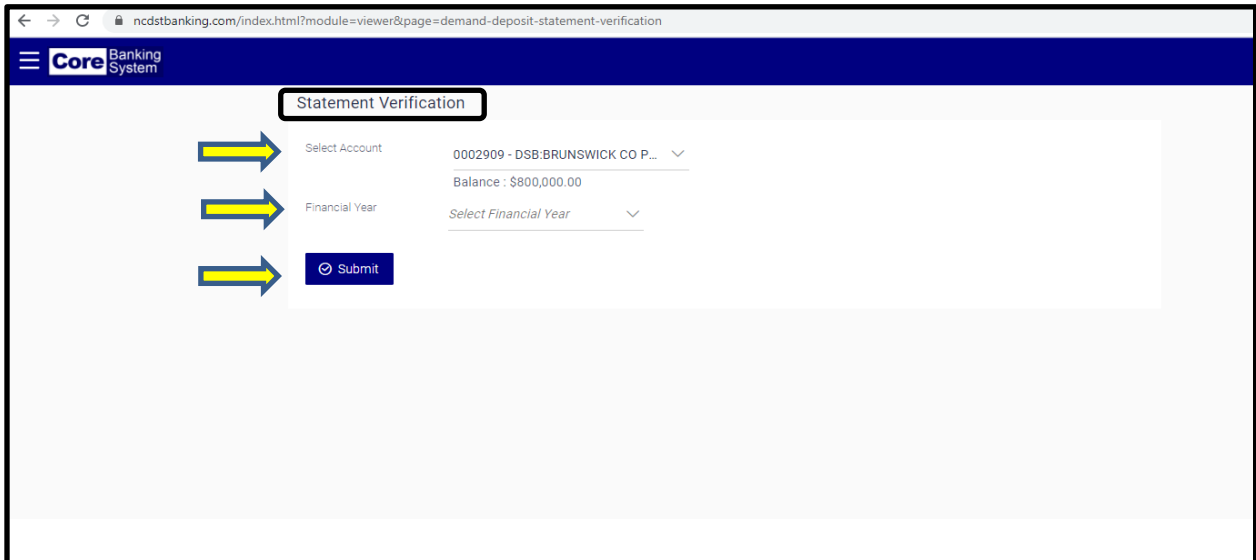 ncdstbanking.com/index.html?module=viewer&page=demand-deposit-statement-verification
Core Banking System
Statement Verification
Select Account
0002909 - DSB:BRUNSWICK CO P...
Balance : $800,000.00
Financial Year
Select Financial Year
Submit